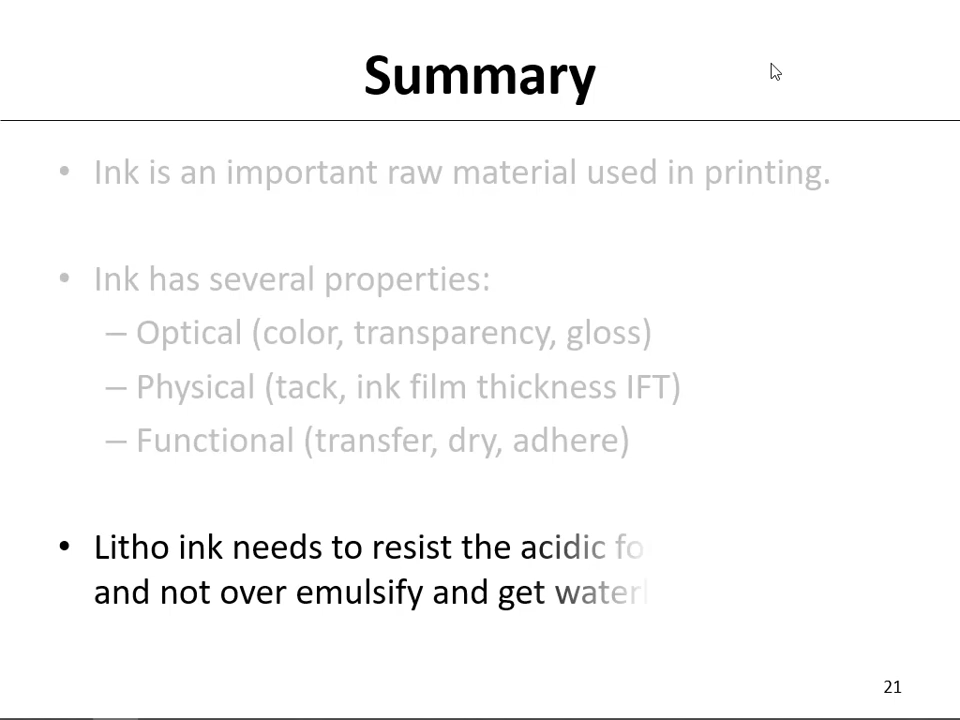 Summary
• Ink is an important raw material used in printing.
• Ink has several properties:
– Optical (color, transparency, gloss)
– Physical (tack, ink film thickness IFT)
– Functional (transfer, dry, adhere)
• Litho ink needs to resist the acidic
and not over emulsify and get
21